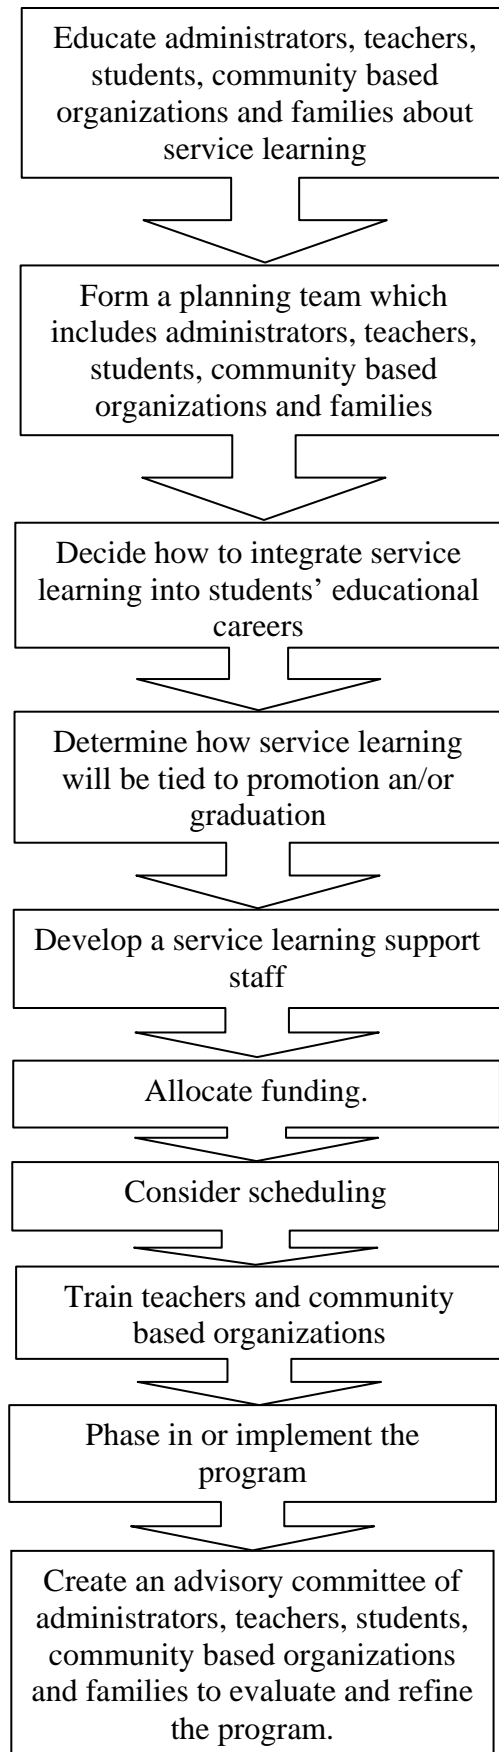 Educate administrators, teachers,
students, community based
organizations and families about
service learning
Form a planning team which
includes administrators, teachers,
students, community based
organizations and families
Decide how to integrate service
learning into students’ educational
careers
Determine how service learning
will be tied to promotion an/or
graduation
Develop a service learning support
staff
Allocate funding.
Consider scheduling
Train teachers and community
based organizations
Phase in or implement the
program
Create an advisory committee of
administrators, teachers, students,
community based organizations
and families to evaluate and refine
the program.